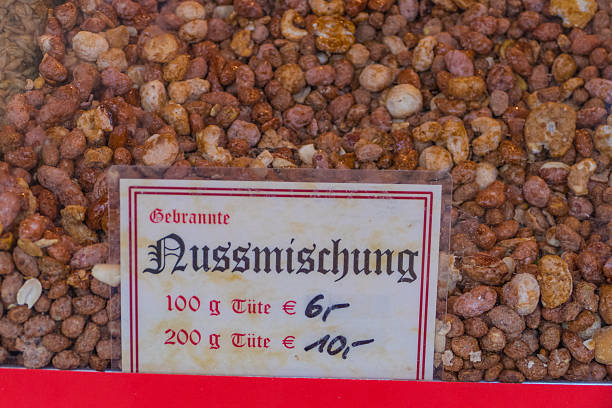 Gebrannte
Nussmischung
100 g Tüte € 6,-
200 g Tüte € 10,-